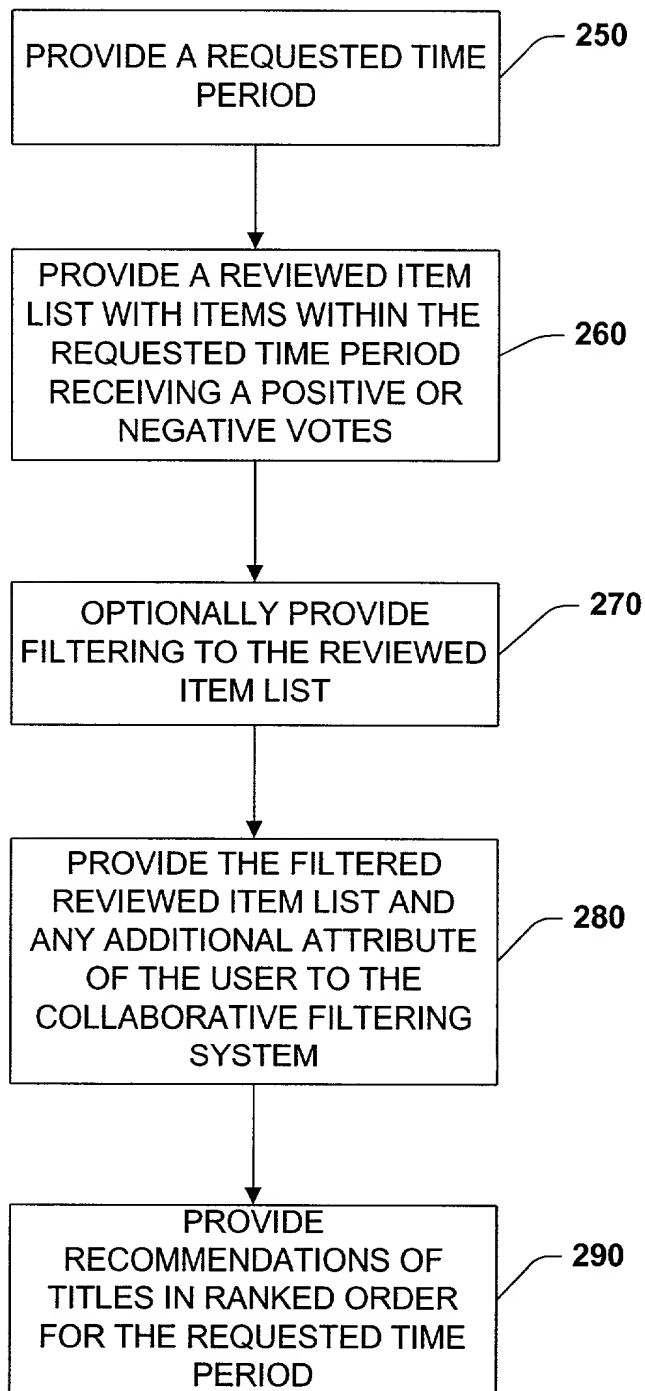 PROVIDE A REQUESTED TIME
PERIOD
250
PROVIDE A REVIEWED ITEM
LIST WITH ITEMS WITHIN THE
REQUESTED TIME PERIOD
RECEIVING A POSITIVE OR
NEGATIVE VOTES
260
OPTIONALLY PROVIDE
FILTERING TO THE REVIEWED
ITEM LIST
270
PROVIDE THE FILTERED
REVIEWED ITEM LIST AND
ANY ADDITIONAL ATTRIBUTE
OF THE USER TO THE
COLLABORATIVE FILTERING
SYSTEM
280
PROVIDE
RECOMMENDATIONS OF
TITLES IN RANKED ORDER
FOR THE REQUESTED TIME
PERIOD
290